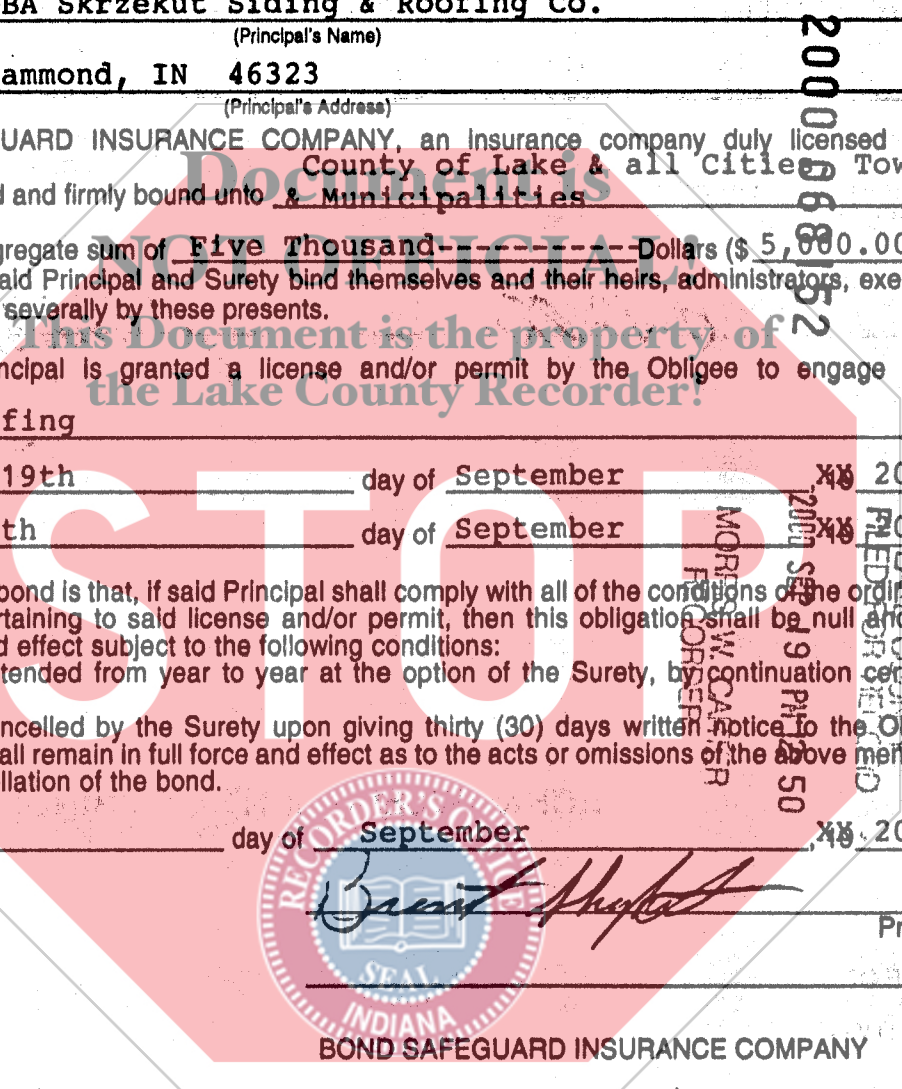 BA Skrzekut Siding & Roofing Co.
(Principal's Name)
ammond, IN 46323
(Principal's Address)
UARD INSURANCE COMPANY, an insurance company duly licensed
County of Lake & all Cities Tow
d and firmly bound unto & Municipalities
gregate sum of Five Thousand------------Dollars ($ 5,000.00
aid Principal and Surety bind themselves and their heirs, administrators, exe
severally by these presents.
ncipal is granted a license and/or permit by the Obligee to engage
fing
19th day of September , 19 XX 20
th day of September 19 XX 20
bond is that, if said Principal shall comply with all of the conditions of the ordin
rtaining to said license and/or permit, then this obligation shall be null and
d effect subject to the following conditions:
tended from year to year at the option of the Surety, by continuation cer
ncelled by the Surety upon giving thirty (30) days written notice to the Ob
all remain in full force and effect as to the acts or omissions of the above men
llation of the bond.
day of September , 19 XX 20
Brent
Pr
BOND SAFEGUARD INSURANCE COMPANY
2000 068152
2000 SEP 19 PM 12 50
MORRIS W. CARTER
RECORDER
FILED FOR RECORD
Document is
NOT OFFICIAL!
This Document is the property of
the Lake County Recorder!
STOP
RECORDER'S OFFICE
SEAL
INDIANA